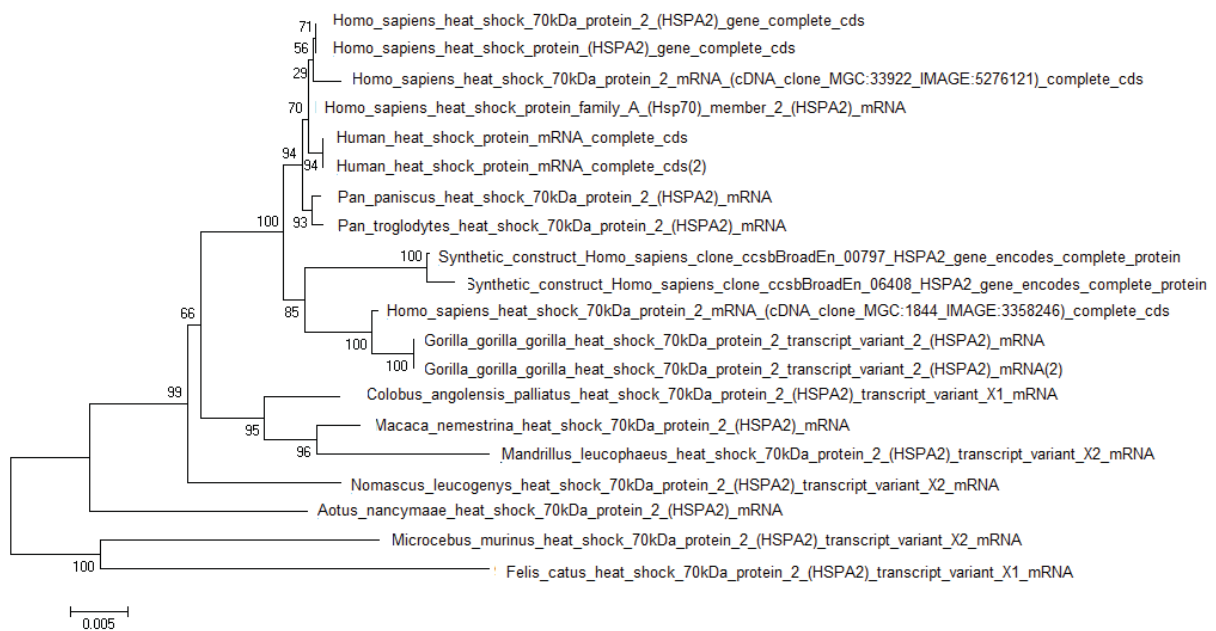 71
Homo_sapiens_heat_shock_70kDa_protein_2_(HSPA2)_gene_complete_cds
56
Homo_sapiens_heat_shock_protein_(HSPA2)_gene_complete_cds
29
Homo_sapiens_heat_shock_70kDa_protein_2_mRNA_(cDNA_clone_MGC:33922_IMAGE:5276121)_complete_cds
70
Homo_sapiens_heat_shock_protein_family_A_(Hsp70)_member_2_(HSPA2)_mRNA
Human_heat_shock_protein_mRNA_complete_cds
94
94
Human_heat_shock_protein_mRNA_complete_cds(2)
Pan_paniscus_heat_shock_70kDa_protein_2_(HSPA2)_mRNA
100
93
Pan_troglodytes_heat_shock_70kDa_protein_2_(HSPA2)_mRNA
100
Synthetic_construct_Homo_sapiens_clone_ccsbBroadEn_00797_HSPA2_gene_encodes_complete_protein
Synthetic_construct_Homo_sapiens_clone_ccsbBroadEn_06408_HSPA2_gene_encodes_complete_protein
66
85
Homo_sapiens_heat_shock_70kDa_protein_2_mRNA_(cDNA_clone_MGC:1844_IMAGE:3358246)_complete_cds
100
Gorilla_gorilla_gorilla_heat_shock_70kDa_protein_2_transcript_variant_2_(HSPA2)_mRNA
100
Gorilla_gorilla_gorilla_heat_shock_70kDa_protein_2_transcript_variant_2_(HSPA2)_mRNA(2)
99
Colobus_angolensis_palliatus_heat_shock_70kDa_protein_2_(HSPA2)_transcript_variant_X1_mRNA
95
Macaca_nemestrina_heat_shock_70kDa_protein_2_(HSPA2)_mRNA
96
Mandrillus_leucophaeus_heat_shock_70kDa_protein_2_(HSPA2)_transcript_variant_X2_mRNA
Nomascus_leucogenys_heat_shock_70kDa_protein_2_(HSPA2)_transcript_variant_X2_mRNA
Aotus_nancymaae_heat_shock_70kDa_protein_2_(HSPA2)_mRNA
Microcebus_murinus_heat_shock_70kDa_protein_2_(HSPA2)_transcript_variant_X2_mRNA
100
Felis_catus_heat_shock_70kDa_protein_2_(HSPA2)_transcript_variant_X1_mRNA
0.005